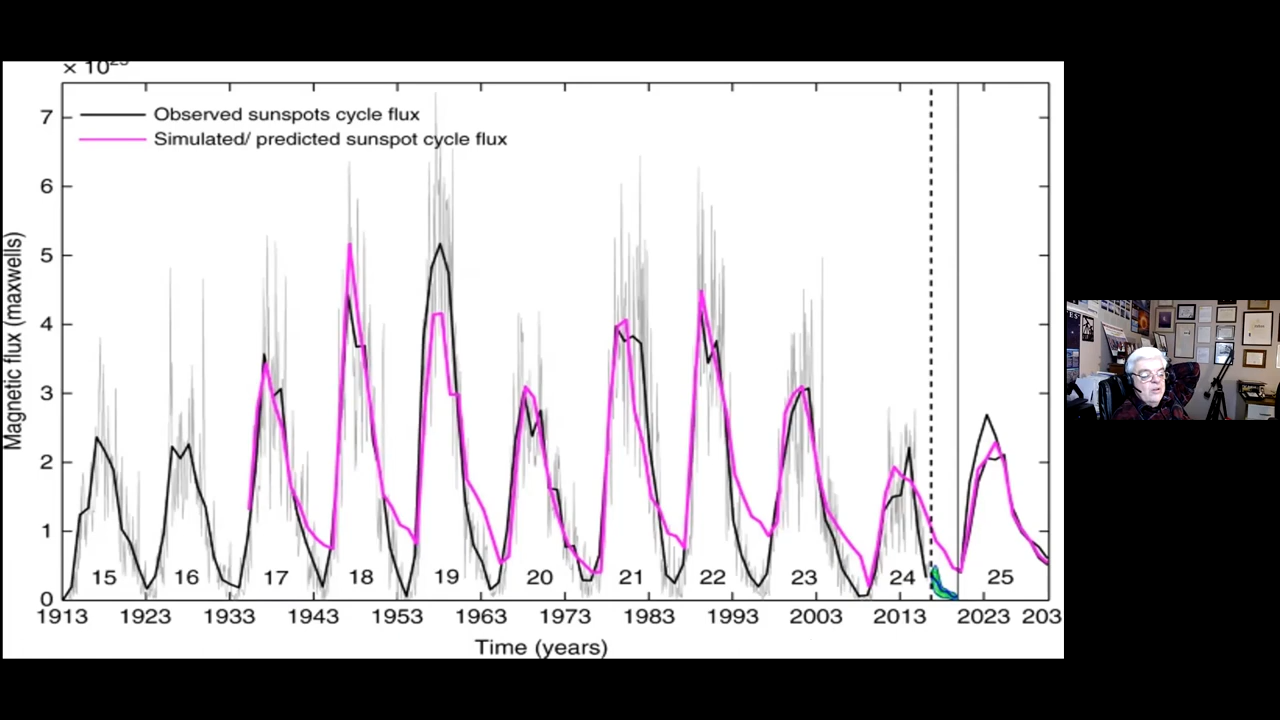 × 10²³
Observed sunspots cycle flux
Simulated/ predicted sunspot cycle flux
Magnetic flux (maxwells)
7
6
5
4
3
2
1
0
15 16 17 18 19 20 21 22 23 24 25
1913 1923 1933 1943 1953 1963 1973 1983 1993 2003 2013 2023 203
Time (years)